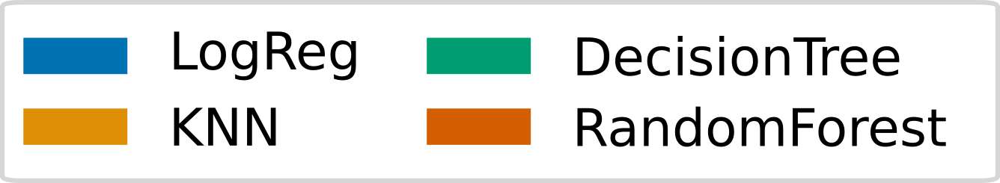 LogReg
KNN
DecisionTree
RandomForest